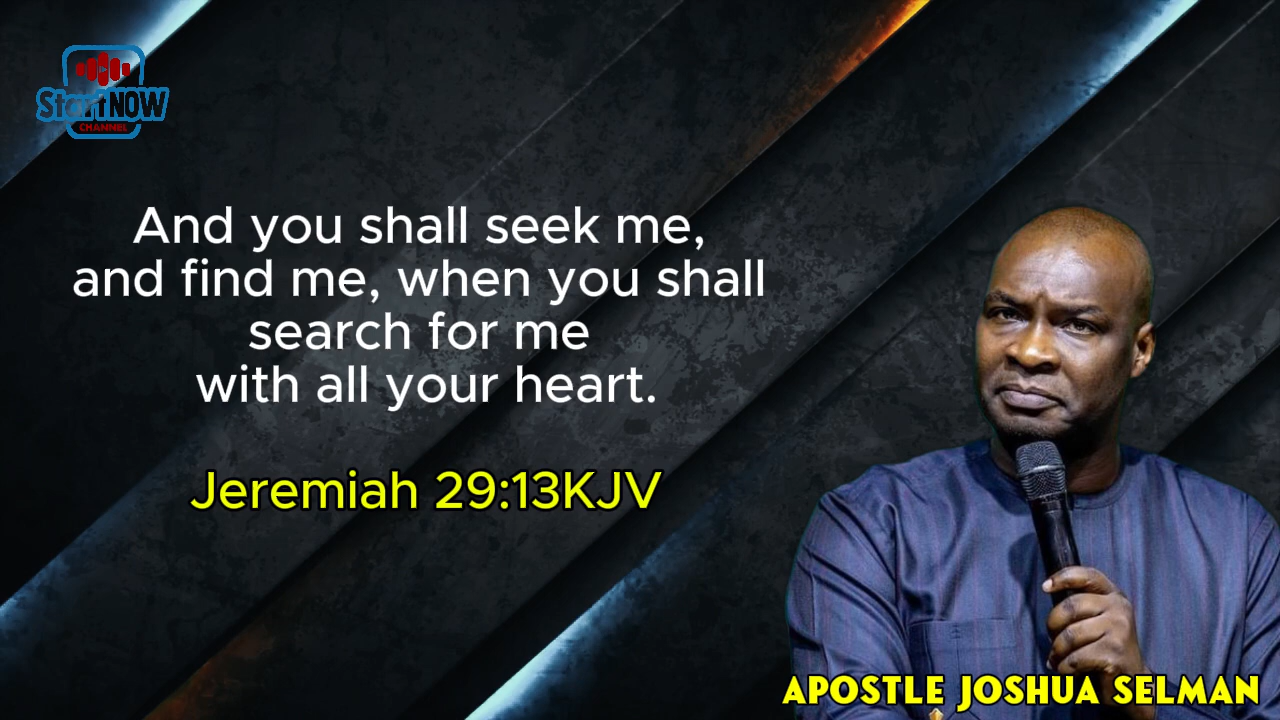 StartNOW
CHANNEL
And you shall seek me,
and find me, when you shall
search for me
with all your heart.
Jeremiah 29:13KJV
APOSTLE JOSHUA SELMAN